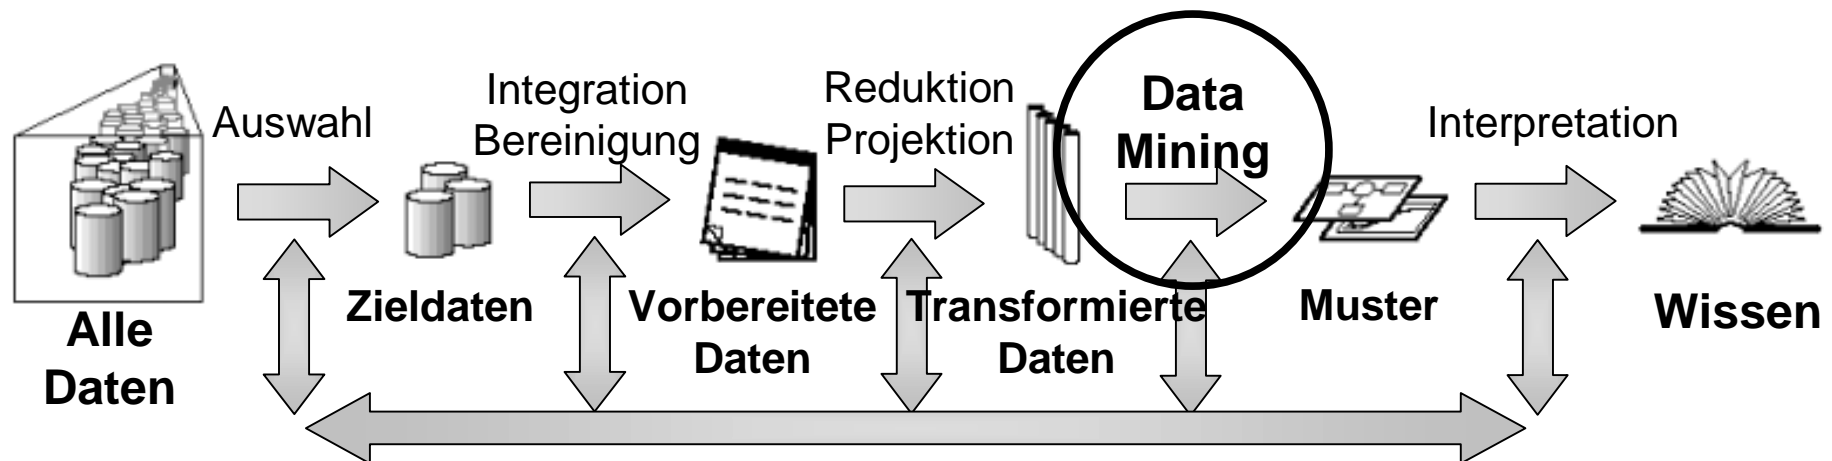 Alle
Daten
Auswahl
Zieldaten
Integration
Bereinigung
Vorbereitete
Daten
Reduktion
Projektion
Transformierte
Daten
Data
Mining
Muster
Interpretation
Wissen